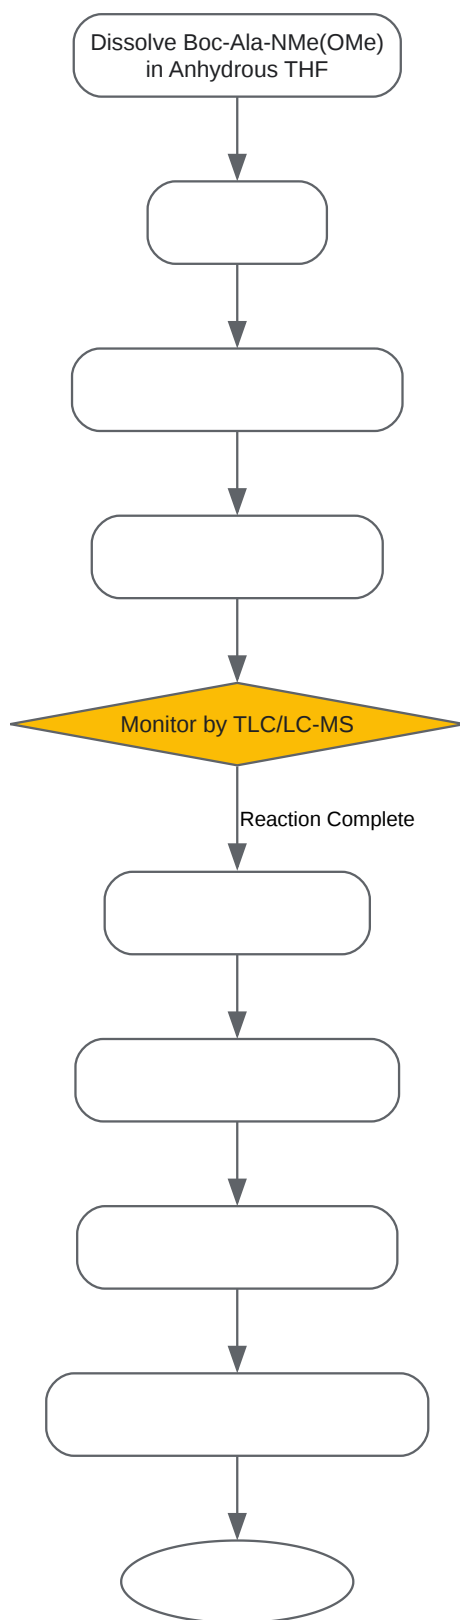 Dissolve Boc-Ala-NMe(OMe)
in Anhydrous THF
Monitor by TLC/LC-MS
Reaction Complete